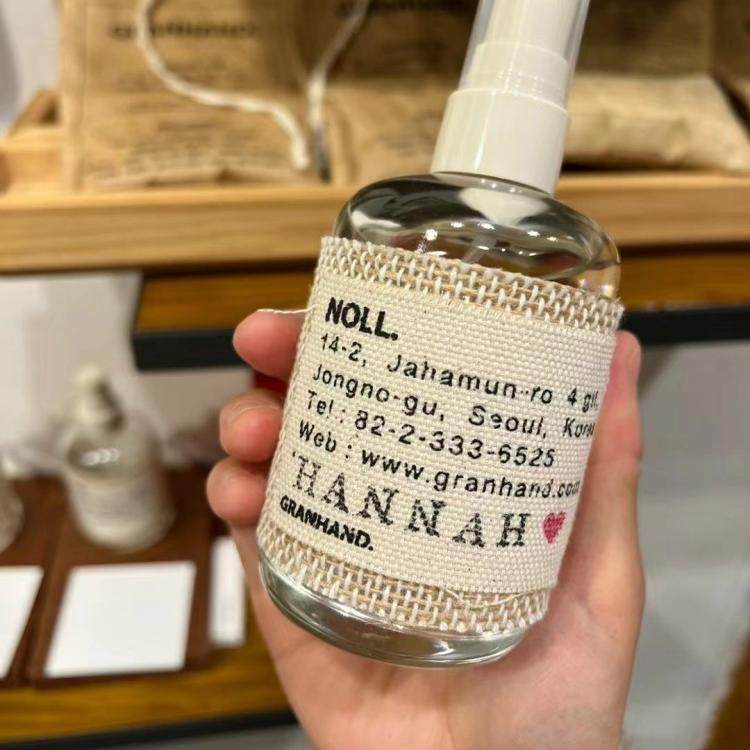 NOLL.
14-2, Jahamun-ro 4 gil,
Jongno-gu, Seoul, Korea
Tel : 82-2-333-6525
Web : www.granhand.com
'HANNAH
GRANHAND.